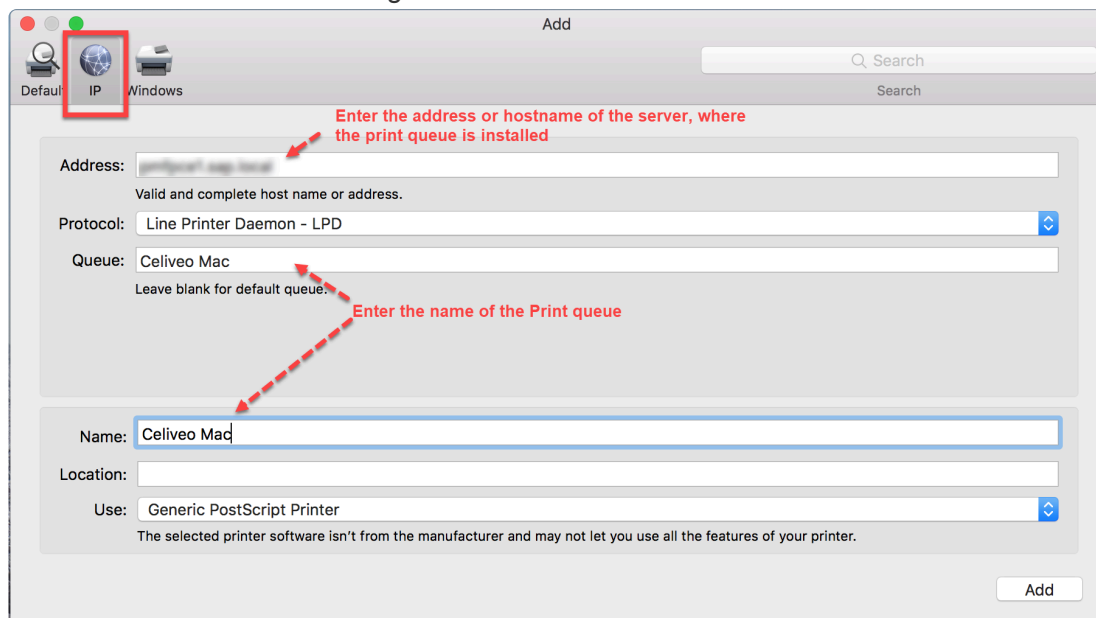 Add
Search
Default IP Windows
Search
Enter the address or hostname of the server, where
the print queue is installed
Address:
Valid and complete host name or address.
Protocol: Line Printer Daemon - LPD
Queue: Celiveo Mac
Leave blank for default queue.
Enter the name of the Print queue
Name: Celiveo Mac
Location:
Use: Generic PostScript Printer
The selected printer software isn't from the manufacturer and may not let you use all the features of your printer.
Add